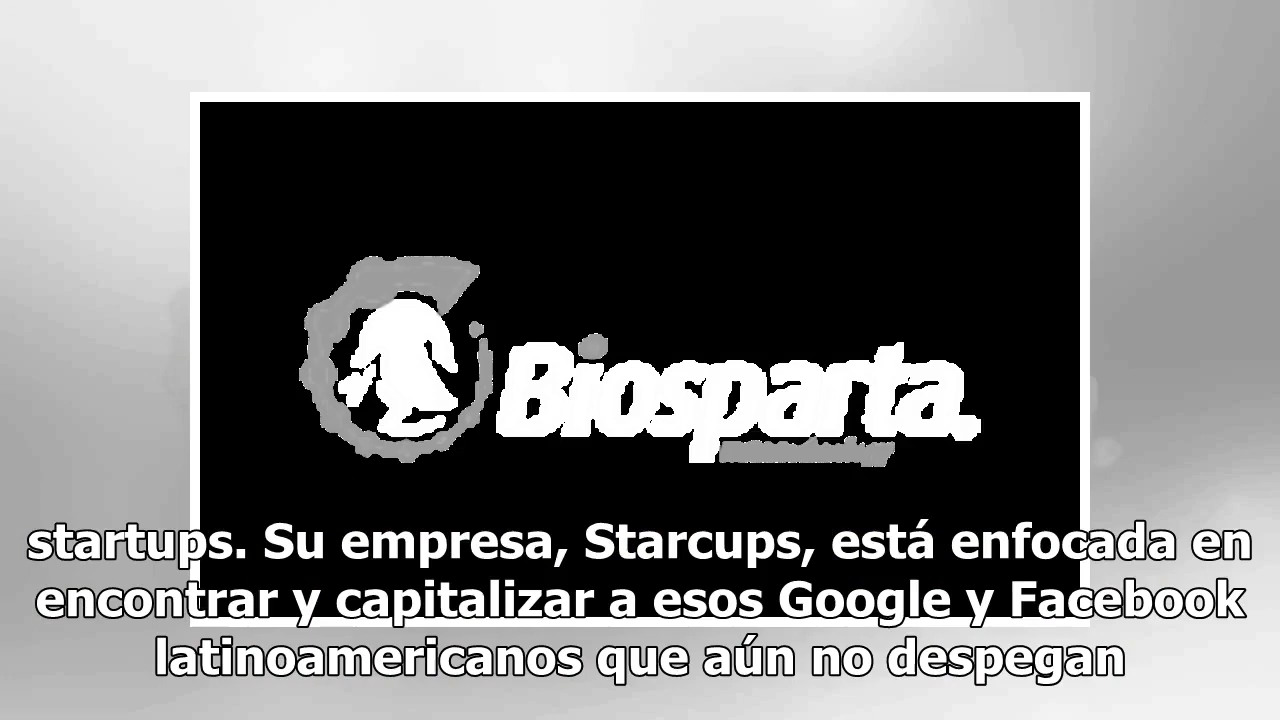 Biosparta.
startups. Su empresa, Starcups, está enfocada en
encontrar y capitalizar a esos Google y Facebook
latinoamericanos que aún no despegan